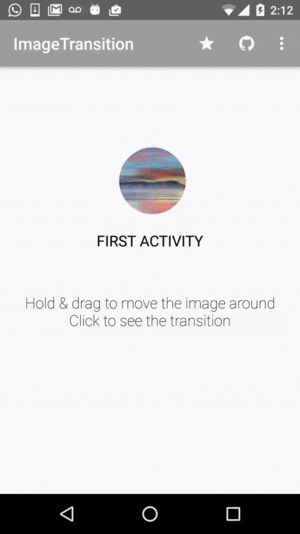 2:12
ImageTransition
FIRST ACTIVITY
Hold & drag to move the image around
Click to see the transition